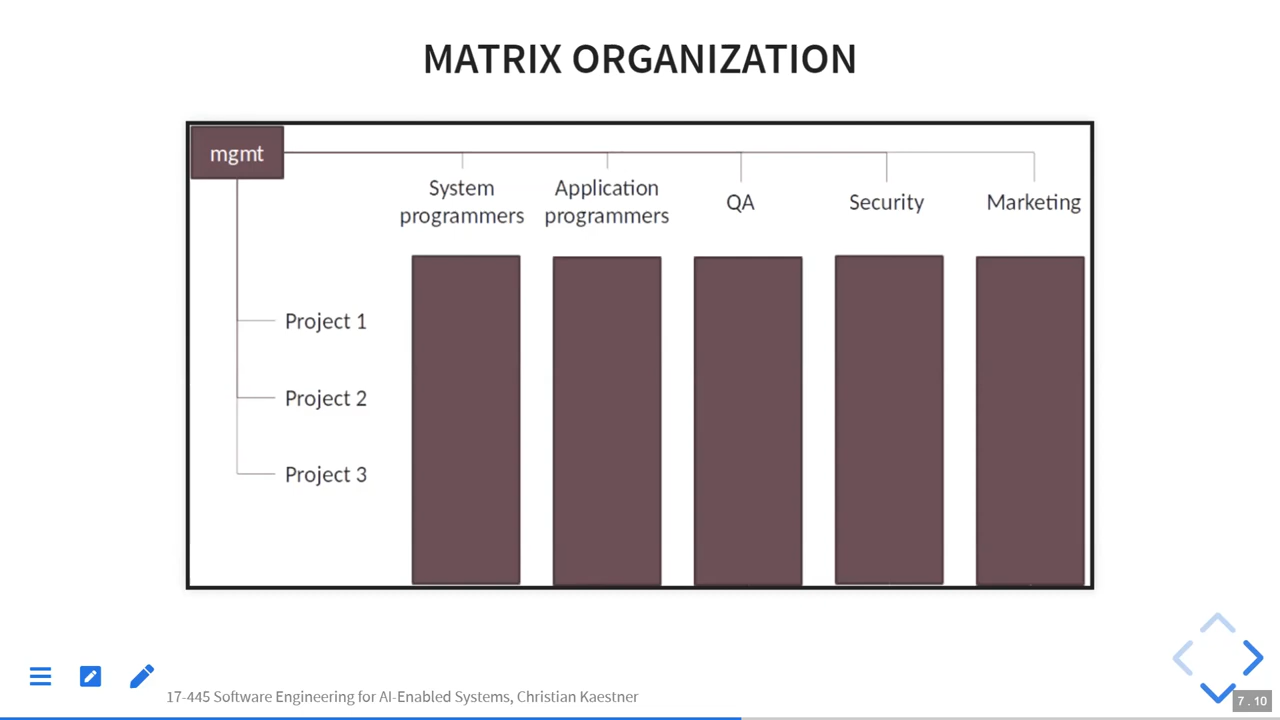 MATRIX ORGANIZATION
mgmt
System
programmers
Application
programmers
QA
Security
Marketing
Project 1
Project 2
Project 3
17-445 Software Engineering for AI-Enabled Systems, Christian Kaestner
7 . 10